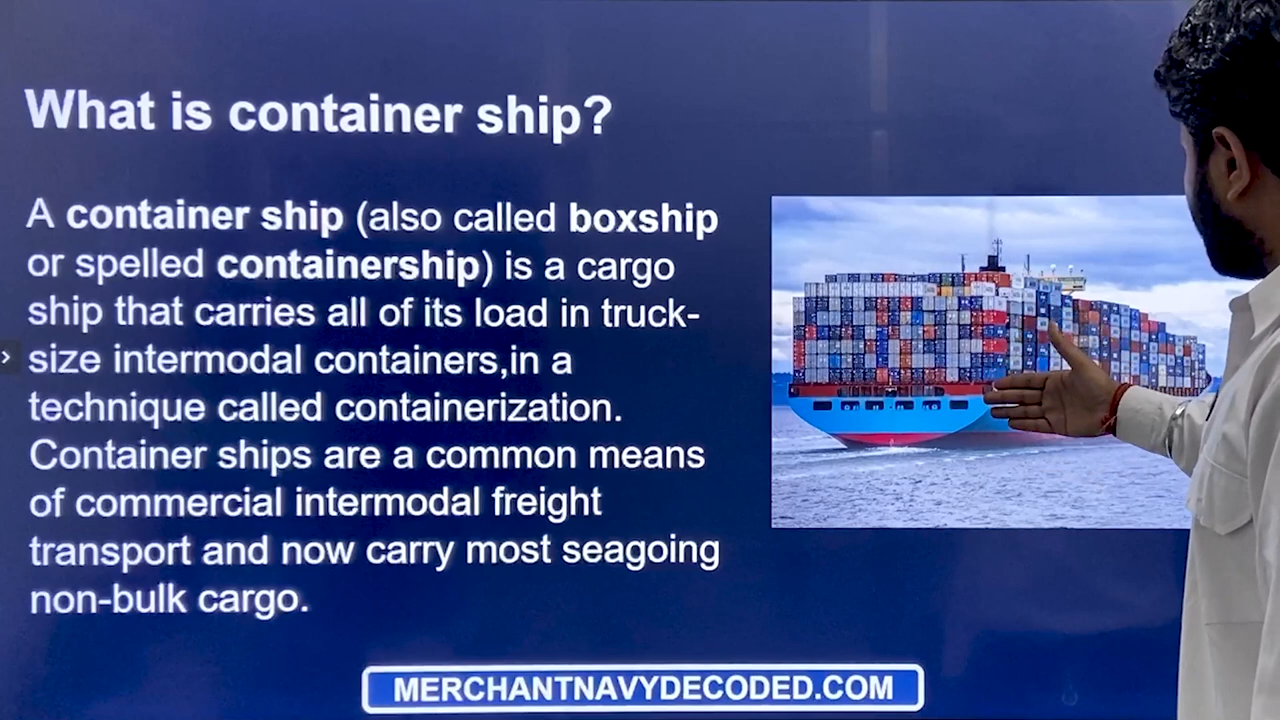 What is container ship?
A container ship (also called boxship
or spelled containership) is a cargo
ship that carries all of its load in truck-
size intermodal containers,in a
technique called containerization.
Container ships are a common means
of commercial intermodal freight
transport and now carry most seagoing
non-bulk cargo.
MERCHANTNAVYDECODED.COM